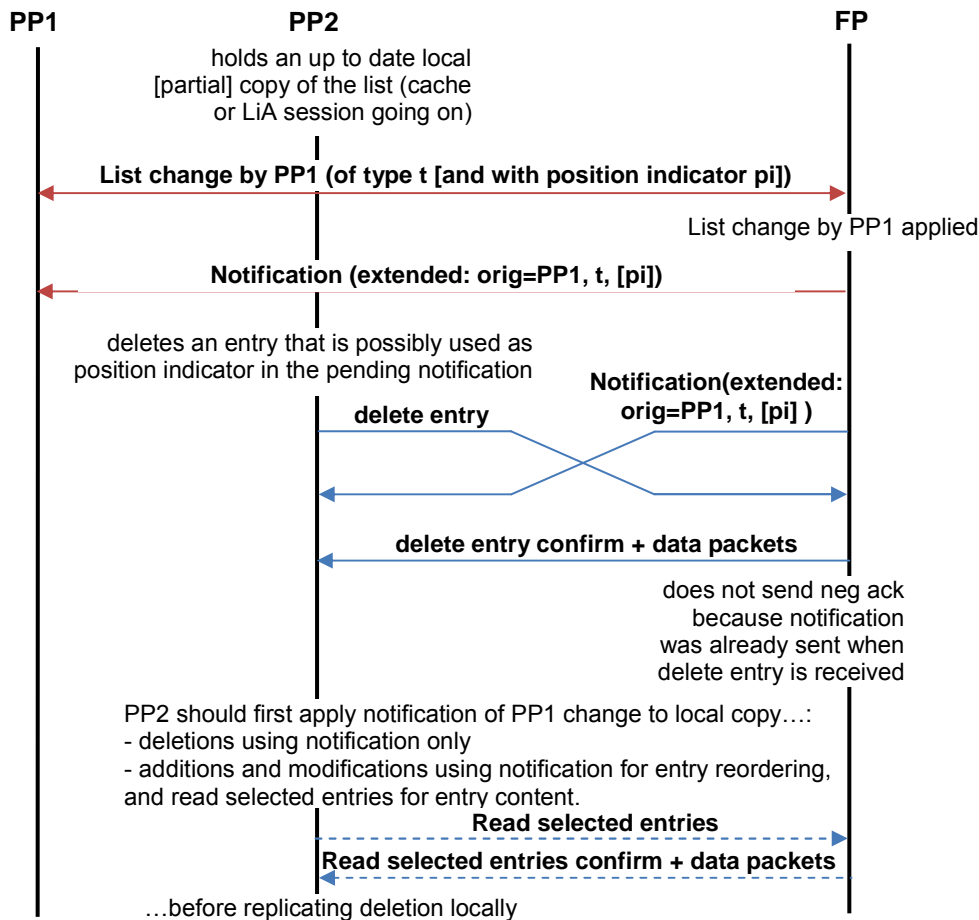 PP1 PP2 FP
holds an up to date local
[partial] copy of the list (cache
or LiA session going on)
List change by PP1 (of type t [and with position indicator pi])
List change by PP1 applied
Notification (extended: orig=PP1, t, [pi])
deletes an entry that is possibly used as
position indicator in the pending notification
Notification(extended:
orig=PP1, t, [pi] )
delete entry
delete entry confirm + data packets
does not send neg ack
because notification
was already sent when
delete entry is received
PP2 should first apply notification of PP1 change to local copy…:
- deletions using notification only
- additions and modifications using notification for entry reordering,
and read selected entries for entry content.
Read selected entries
Read selected entries confirm + data packets
…before replicating deletion locally